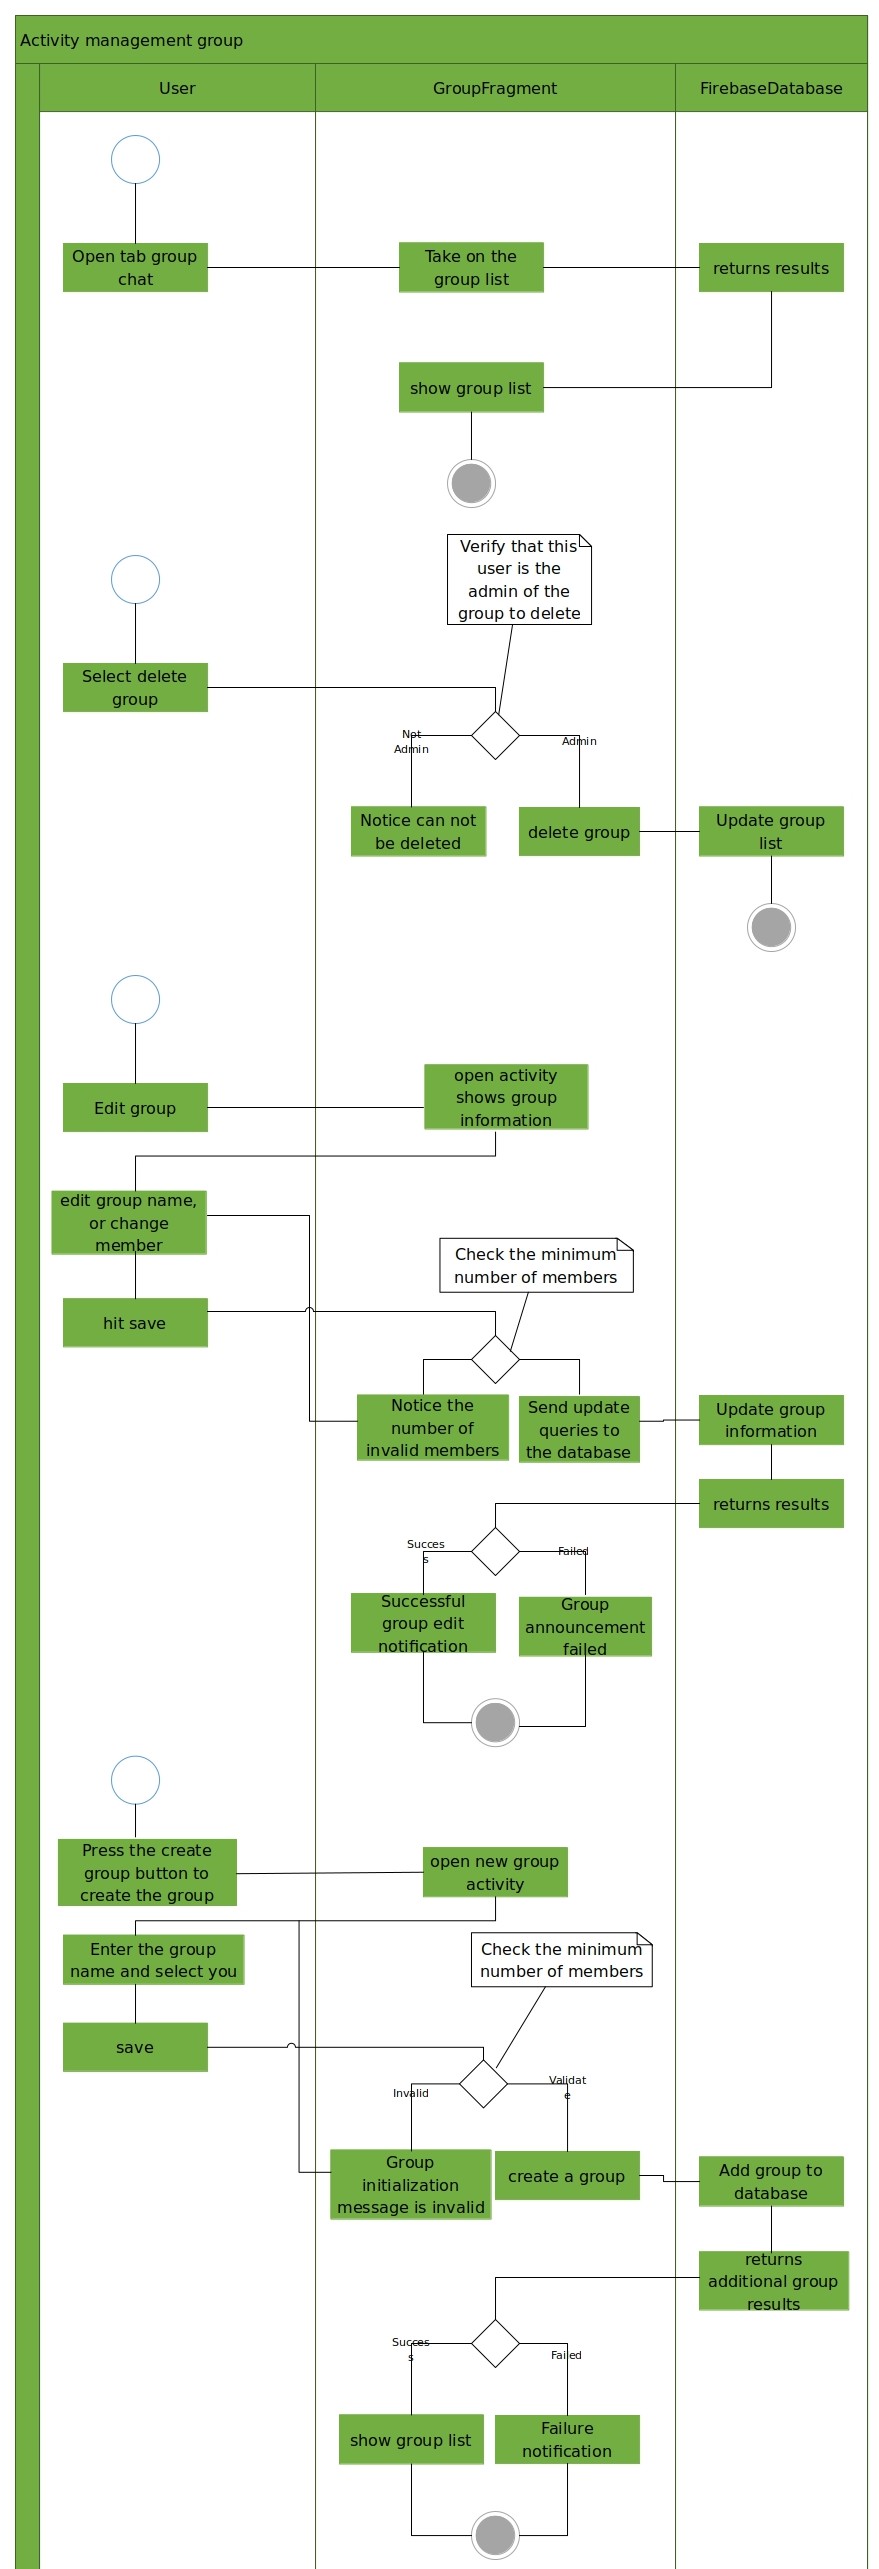 Activity management group
User
GroupFragment
FirebaseDatabase
Open tab group
chat
Take on the
group list
returns results
show group list
Verify that this
user is the
admin of the
group to delete
Select delete
group
Not
Admin
Admin
Notice can not
be deleted
delete group
Update group
list
Edit group
open activity
shows group
information
edit group name,
or change
member
Check the minimum
number of members
hit save
Notice the
number of
invalid members
Send update
queries to
the database
Update group
information
returns results
Succes
s
Failed
Successful
group edit
notification
Group
announcement
failed
Press the create
group button to
create the group
open new group
activity
Enter the group
name and select you
Check the minimum
number of members
save
Invalid
Validat
e
Group
initialization
message is invalid
create a group
Add group to
database
returns
additional group
results
Succes
s
Failed
show group list
Failure
notification